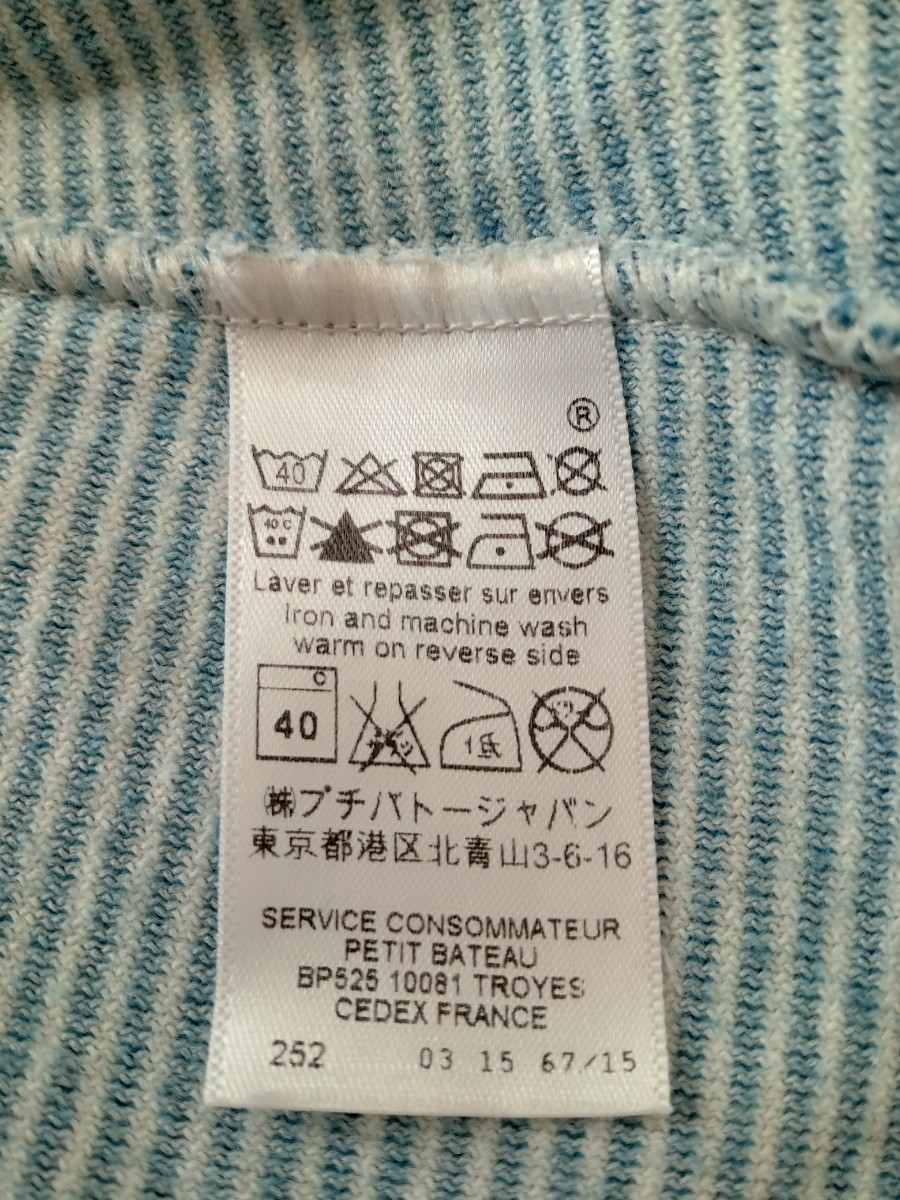 ®
40
40 C
Laver et repasser sur envers
Iron and machine wash
warm on reverse side
C
40
1 低
㈱プチバトージャパン
東京都港区北青山3-6-16
SERVICE CONSOMMATEUR
PETIT BATEAU
BP525 10081 TROYES
CEDEX FRANCE
252 03 15 67/15